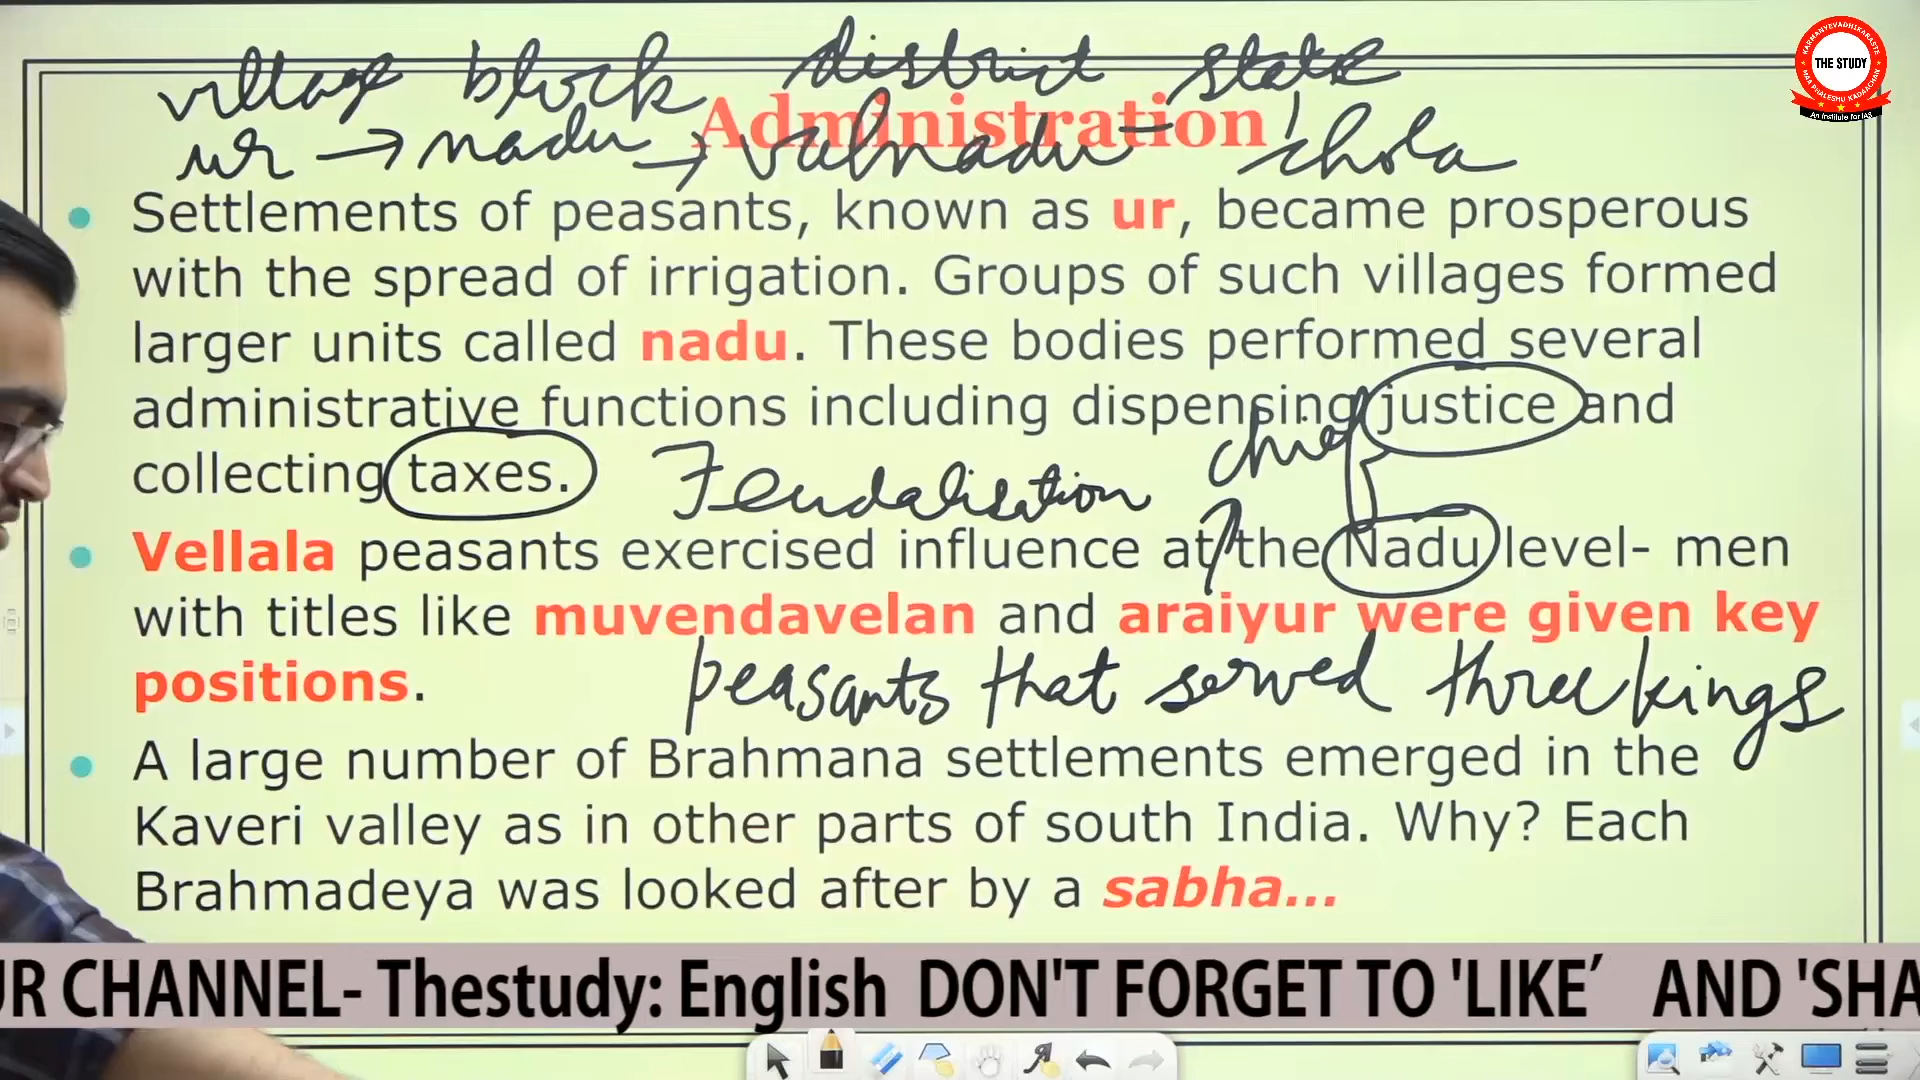 village block district state
ur → nadu → valnadu - chola
Administration
KARMANYEVADHIKARASTE
THE STUDY
MAA PHALESHU KADAACHAN
An Institute for IAS
Settlements of peasants, known as ur, became prosperous
with the spread of irrigation. Groups of such villages formed
larger units called nadu. These bodies performed several
administrative functions including dispensing justice and
collecting taxes.
Feudalisation
chief
Vellala peasants exercised influence at the Nadu level- men
with titles like muvendavelan and araiyur were given key
positions.
peasants that served three kings
A large number of Brahmana settlements emerged in the
Kaveri valley as in other parts of south India. Why? Each
Brahmadeya was looked after by a sabha...
UR CHANNEL- Thestudy: English DON'T FORGET TO 'LIKE′ AND 'SHA